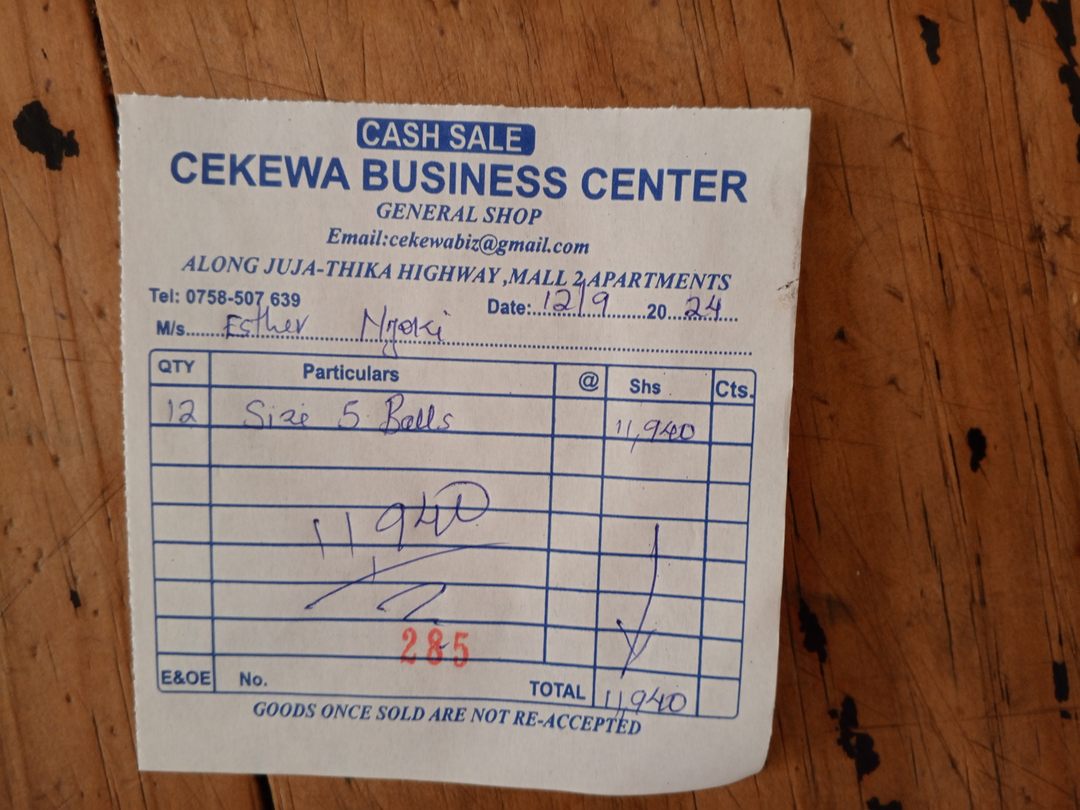 CASH SALE
CEKEWA BUSINESS CENTER
GENERAL SHOP
Email:cekewabiz@gmail.com
ALONG JUJA-THIKA HIGHWAY ,MALL 2 APARTMENTS
Tel: 0758-507 639 Date:..12/9.......20..24....
M/s.....Esther Njoki
QTY Particulars @ Shs Cts.
12 Size 5 Balls 11,940
11 940
285
E&OE No. TOTAL 11,940
GOODS ONCE SOLD ARE NOT RE-ACCEPTED